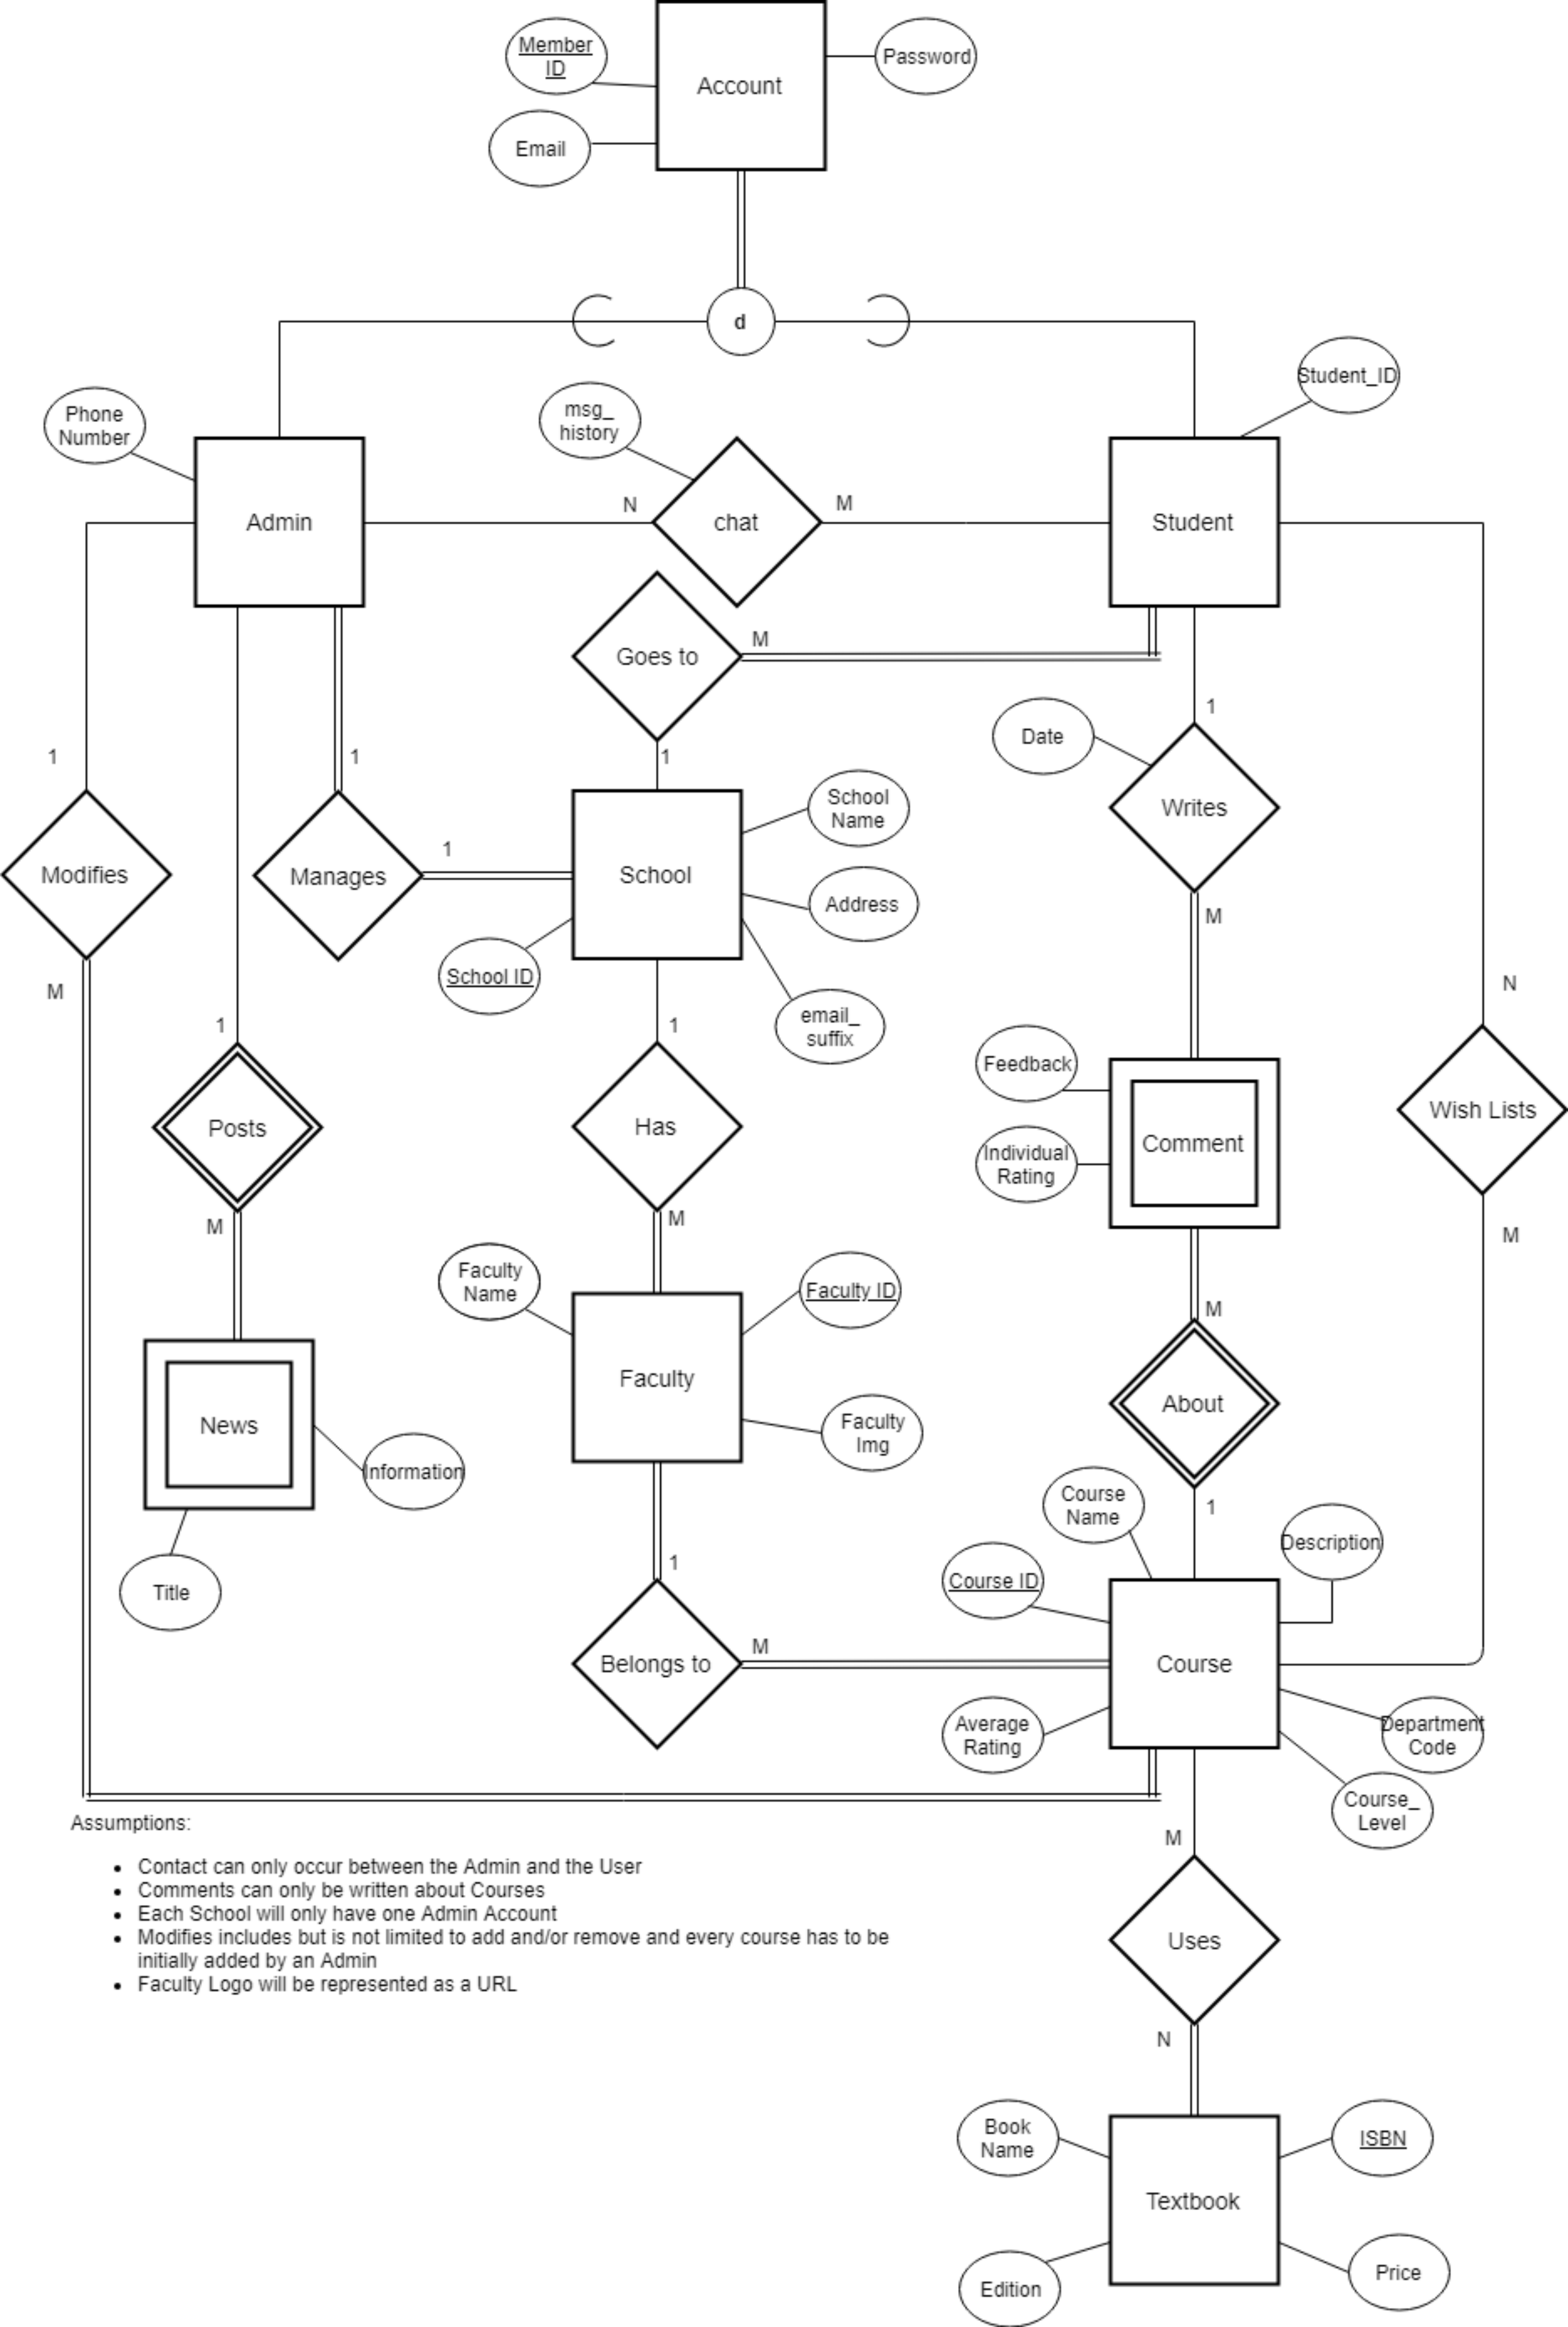 Member
ID
Account
Password
Email
d
Student_ID
Phone
Number
msg_
history
Admin
N
chat
M
Student
Goes to
M
1
Date
1
1
1
School
Name
Writes
Modifies
Manages
1
School
Address
M
School ID
email_
suffix
M
N
1
1
Feedback
Posts
Has
Comment
Wish Lists
Individual
Rating
M
M
M
Faculty
Name
Faculty ID
M
News
Information
Faculty
Faculty
Img
About
Title
1
Course
Name
1
Description
Course ID
Belongs to
M
Course
Average
Rating
Department
Code
Course_
Level
Assumptions:
• Contact can only occur between the Admin and the User
• Comments can only be written about Courses
• Each School will only have one Admin Account
• Modifies includes but is not limited to add and/or remove and every course has to be
initially added by an Admin
• Faculty Logo will be represented as a URL
M
Uses
N
Book
Name
ISBN
Textbook
Edition
Price